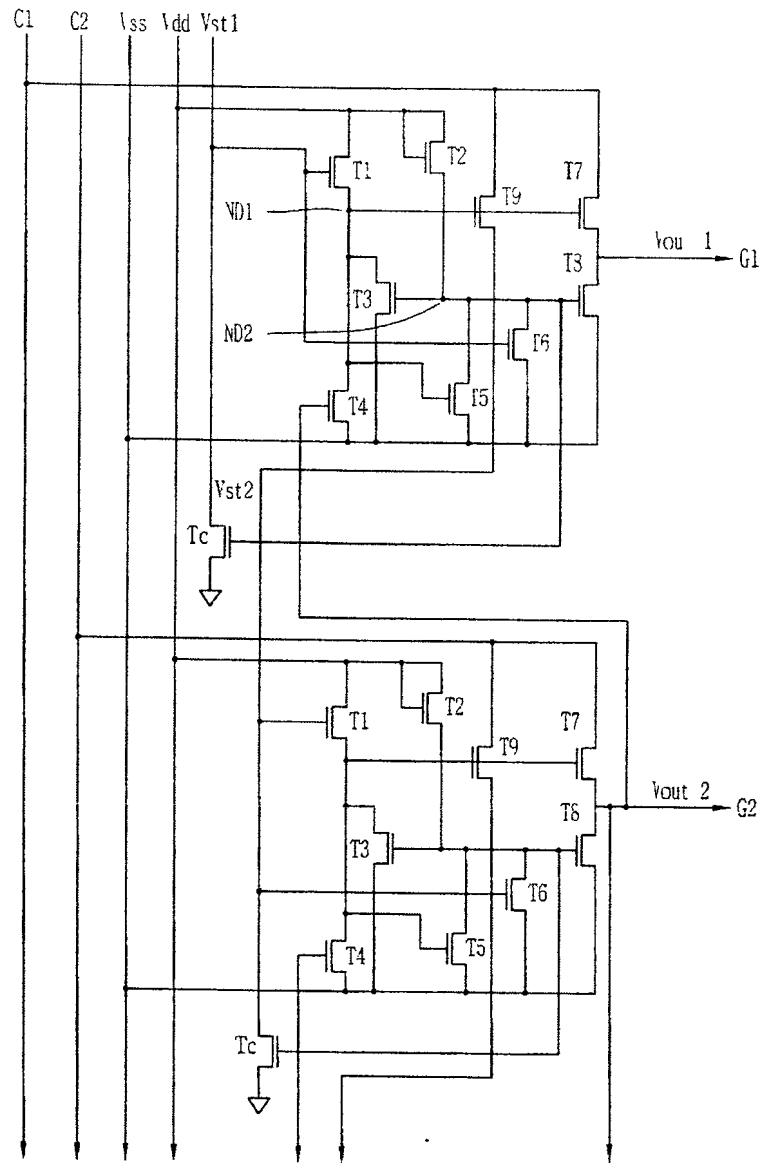 C1 C2 Vss Vdd Vst1
T1 T2 T7
ND1 T9
Vou 1 G1
T3 T8
ND2 T6
T4 T5
Vst2
Tc
T1 T2 T7
T9
Vout 2 G2
T3 T8
T6
T4 T5
Tc